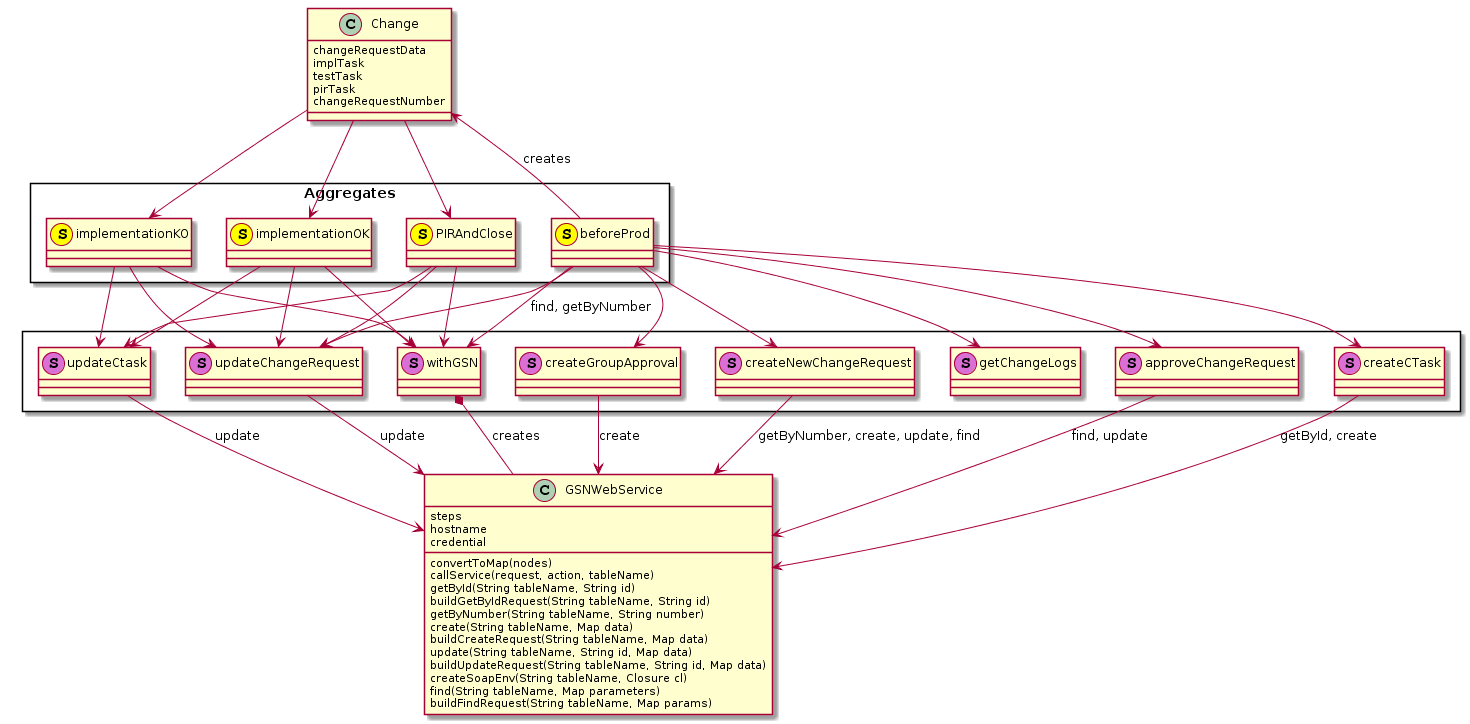 C Change
changeRequestData
implTask
testTask
pirTask
changeRequestNumber
creates
Aggregates
S implementationKO
S implementationOK
S PIRAndClose
S beforeProd
find, getByNumber
S updateCtask
S updateChangeRequest
S withGSN
S createGroupApproval
S createNewChangeRequest
S getChangeLogs
S approveChangeRequest
S createCTask
update
update
creates
create
getByNumber, create, update, find
find, update
getById, create
C GSNWebService
steps
hostname
credential
convertToMap(nodes)
callService(request, action, tableName)
getById(String tableName, String id)
buildGetByIdRequest(String tableName, String id)
getByNumber(String tableName, String number)
create(String tableName, Map data)
buildCreateRequest(String tableName, Map data)
update(String tableName, String id, Map data)
buildUpdateRequest(String tableName, String id, Map data)
createSoapEnv(String tableName, Closure cl)
find(String tableName, Map parameters)
buildFindRequest(String tableName, Map params)